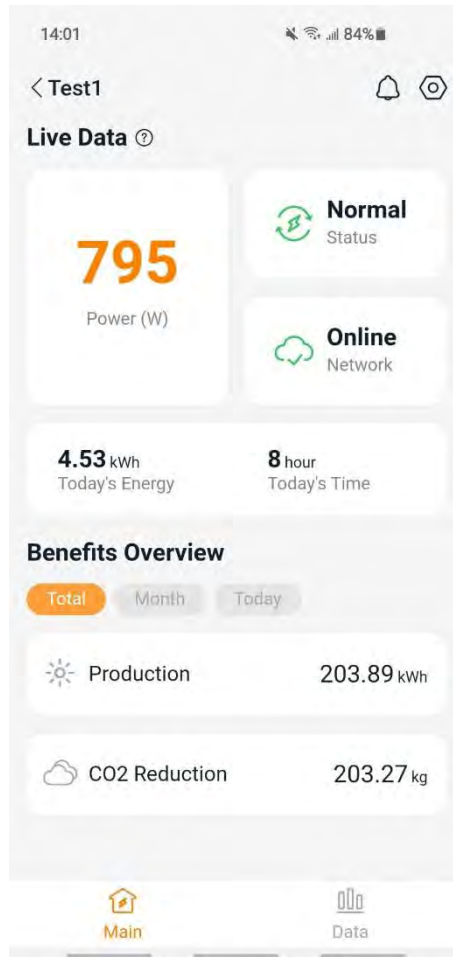 14:01 84%
Test1
Live Data
795
Power (W)
Normal
Status
Online
Network
4.53 kWh
Today's Energy
8 hour
Today's Time
Benefits Overview
Total Month Today
Production 203.89 kWh
CO2 Reduction 203.27 kg
Main Data